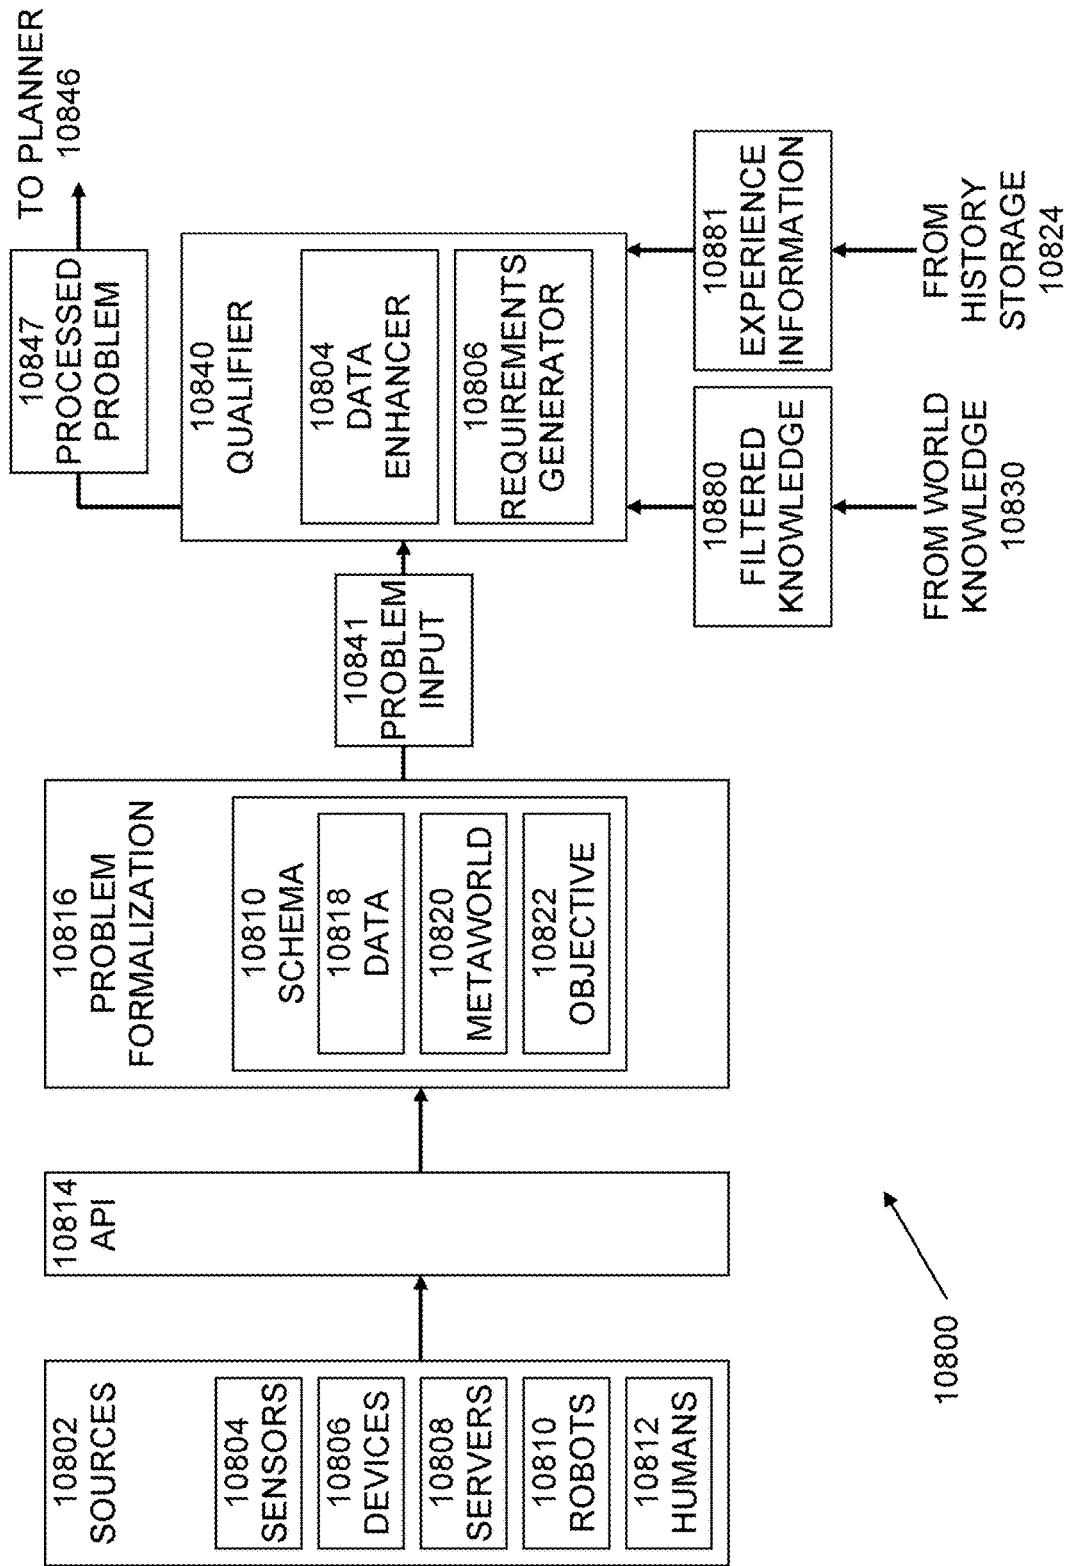 10802
SOURCES
10804
SENSORS
10806
DEVICES
10808
SERVERS
10810
ROBOTS
10812
HUMANS
10814
API
10816
PROBLEM
FORMALIZATION
10810
SCHEMA
10818
DATA
10820
METAWORLD
10822
OBJECTIVE
10841
PROBLEM
INPUT
10847
PROCESSED
PROBLEM
TO PLANNER
10846
10840
QUALIFIER
10804
DATA
ENHANCER
10806
REQUIREMENTS
GENERATOR
10880
FILTERED
KNOWLEDGE
10881
EXPERIENCE
INFORMATION
FROM WORLD
KNOWLEDGE
10830
FROM
HISTORY
STORAGE
10824
10800